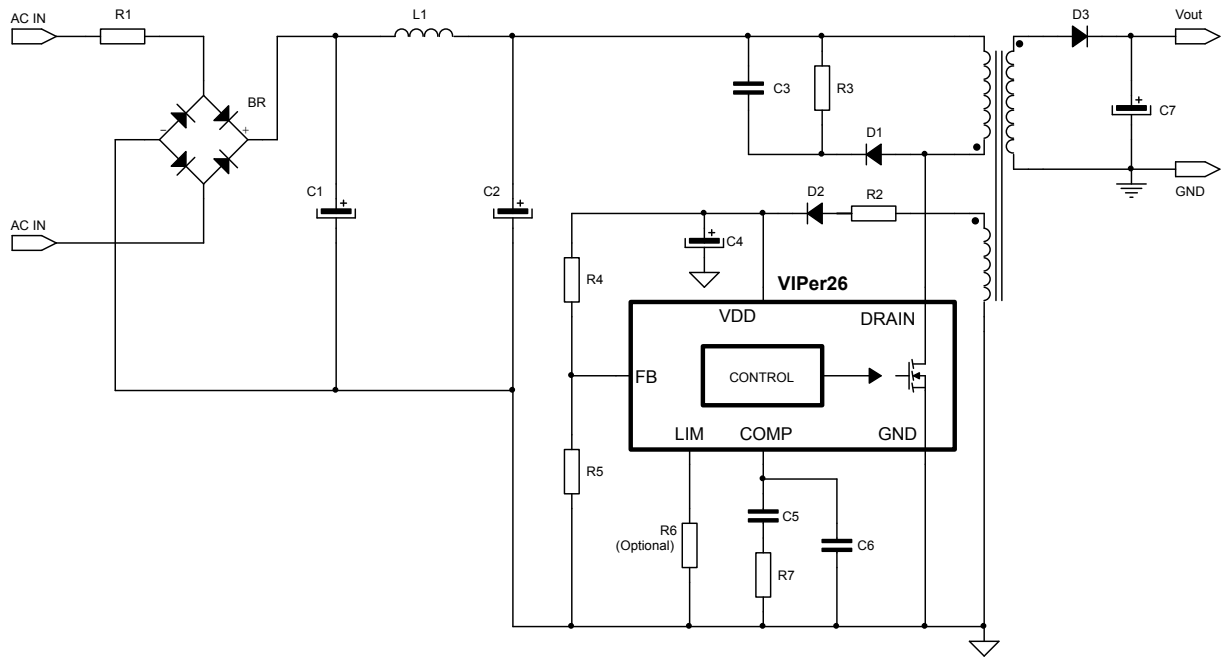 AC IN
R1
L1
D3
Vout
BR
C3
R3
C7
D1
GND
AC IN
C1
C2
D2
R2
C4
R4
VIPer26
VDD
DRAIN
FB
CONTROL
LIM
COMP
GND
R5
C5
R6
(Optional)
C6
R7